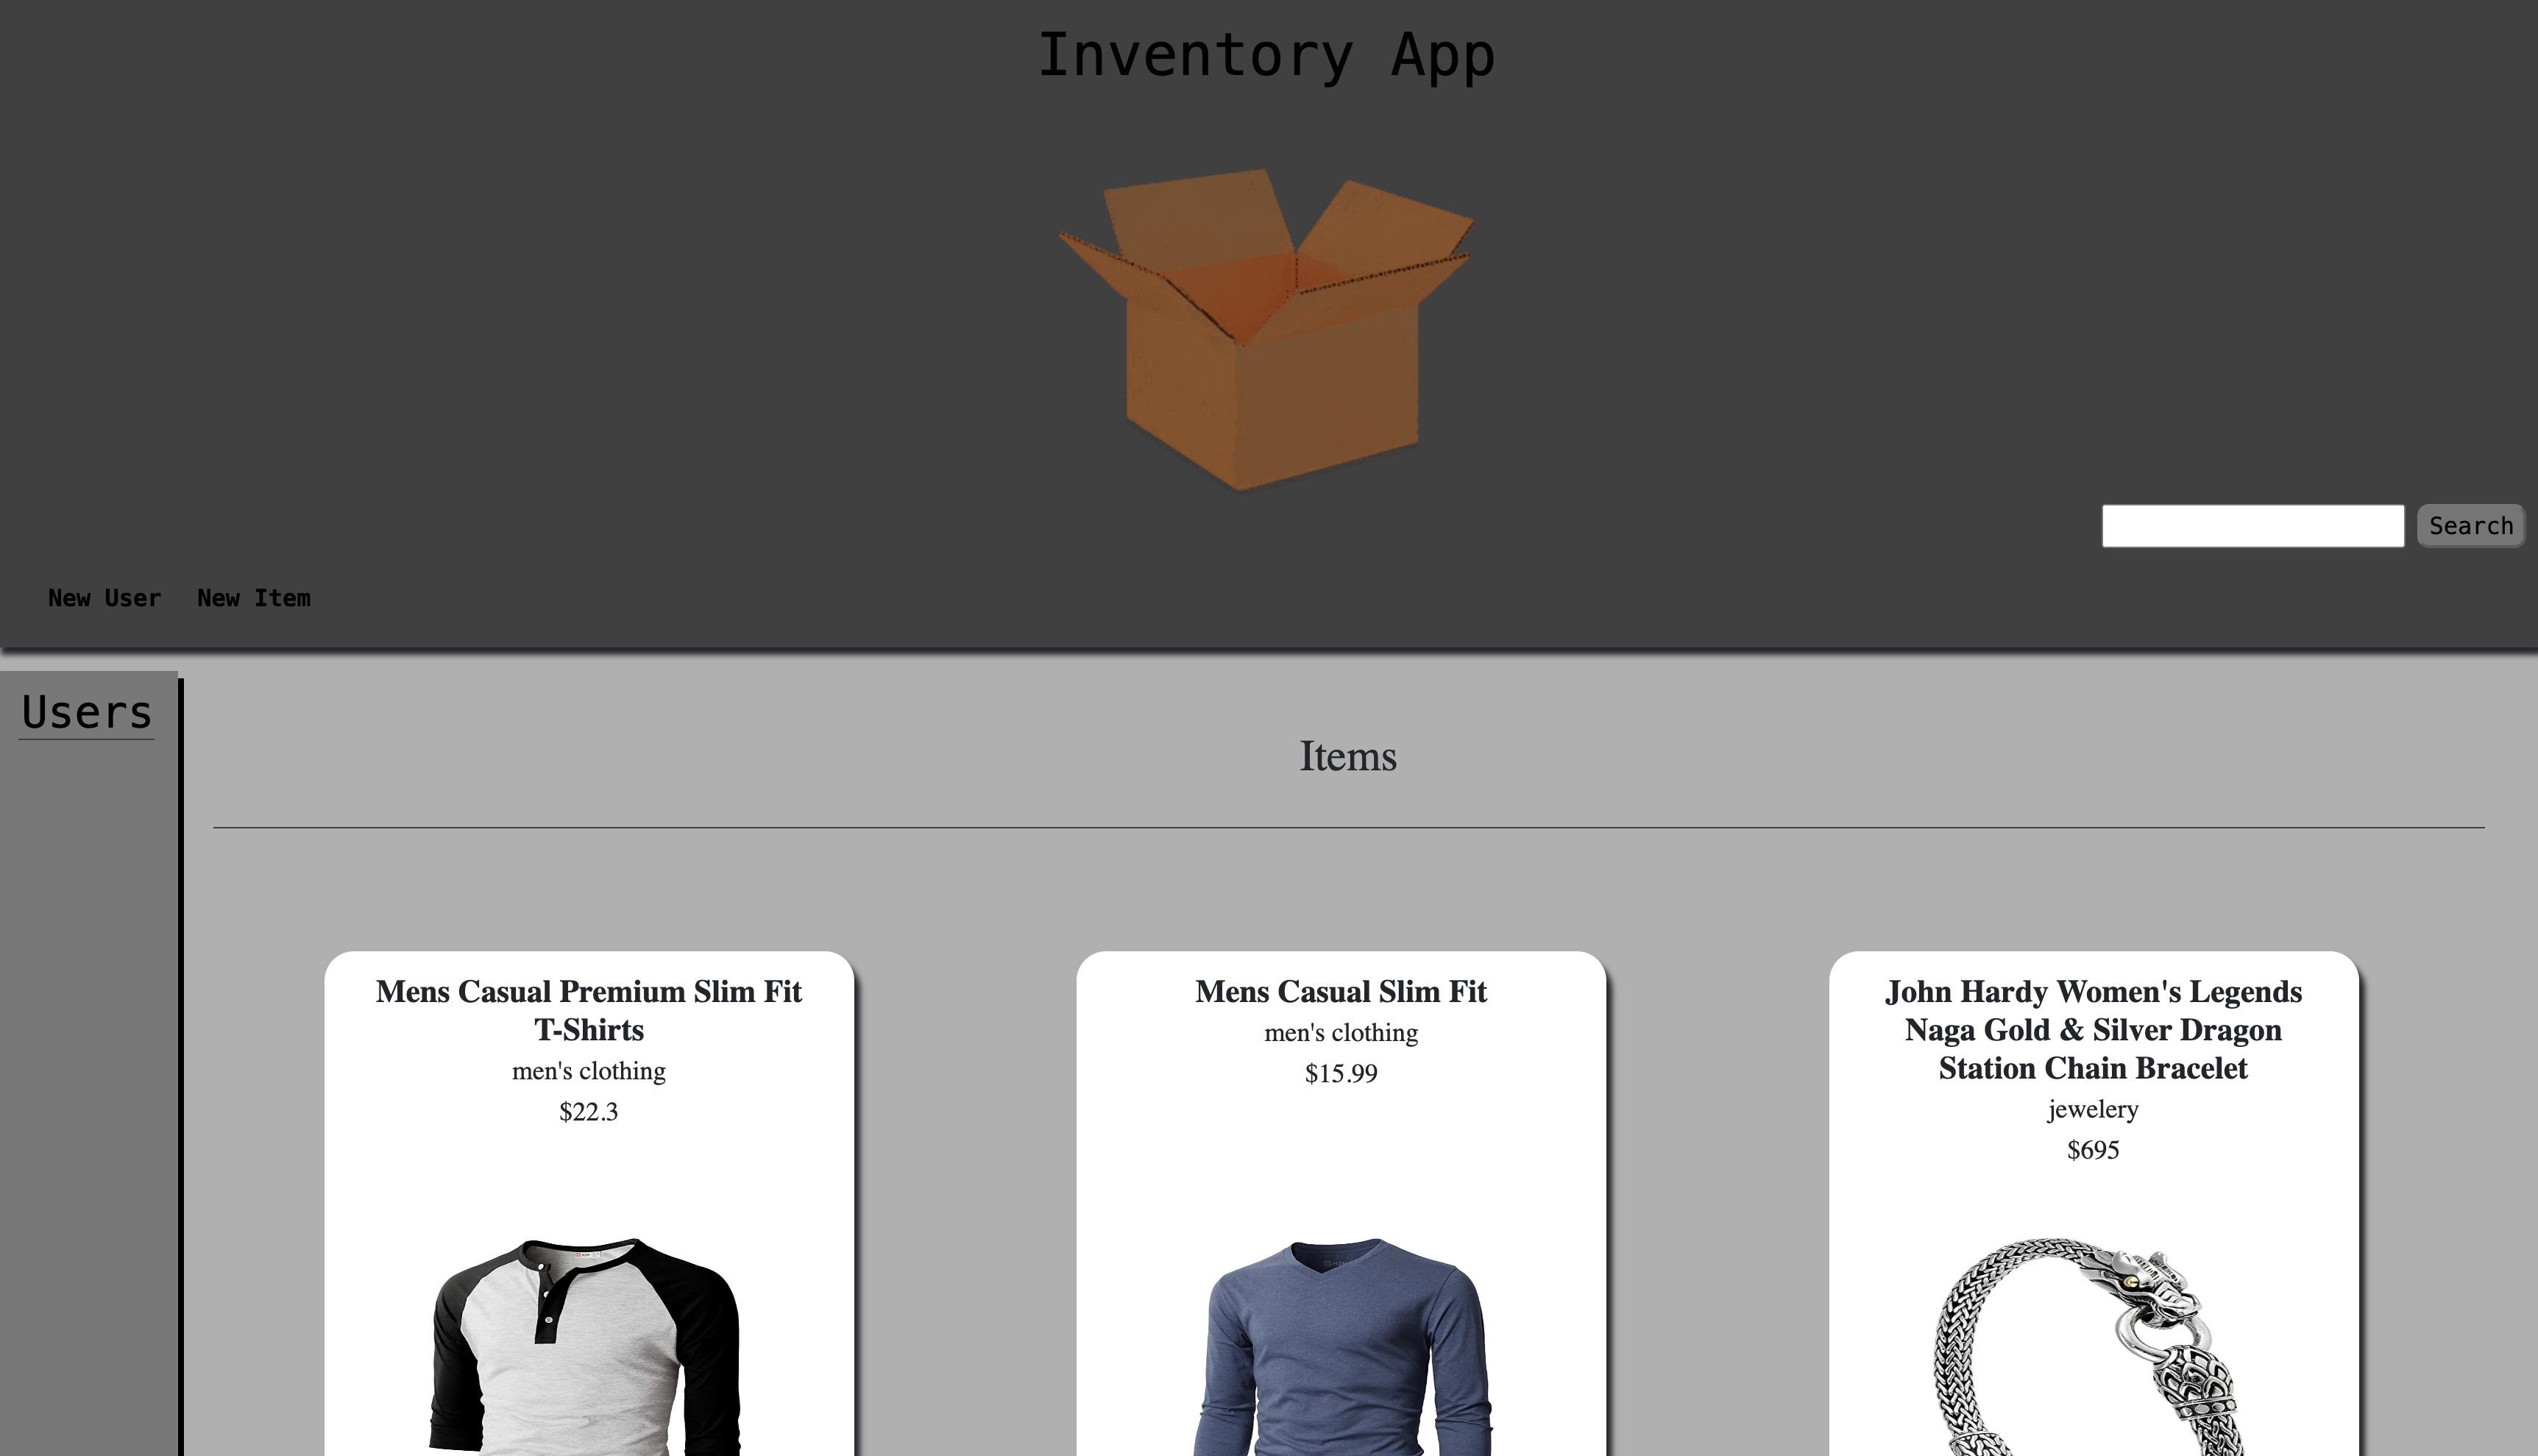 Inventory App
Search
New User New Item
Users
Items
Mens Casual Premium Slim Fit
T-Shirts
men's clothing
$22.3
Mens Casual Slim Fit
men's clothing
$15.99
John Hardy Women's Legends
Naga Gold & Silver Dragon
Station Chain Bracelet
jewelery
$695